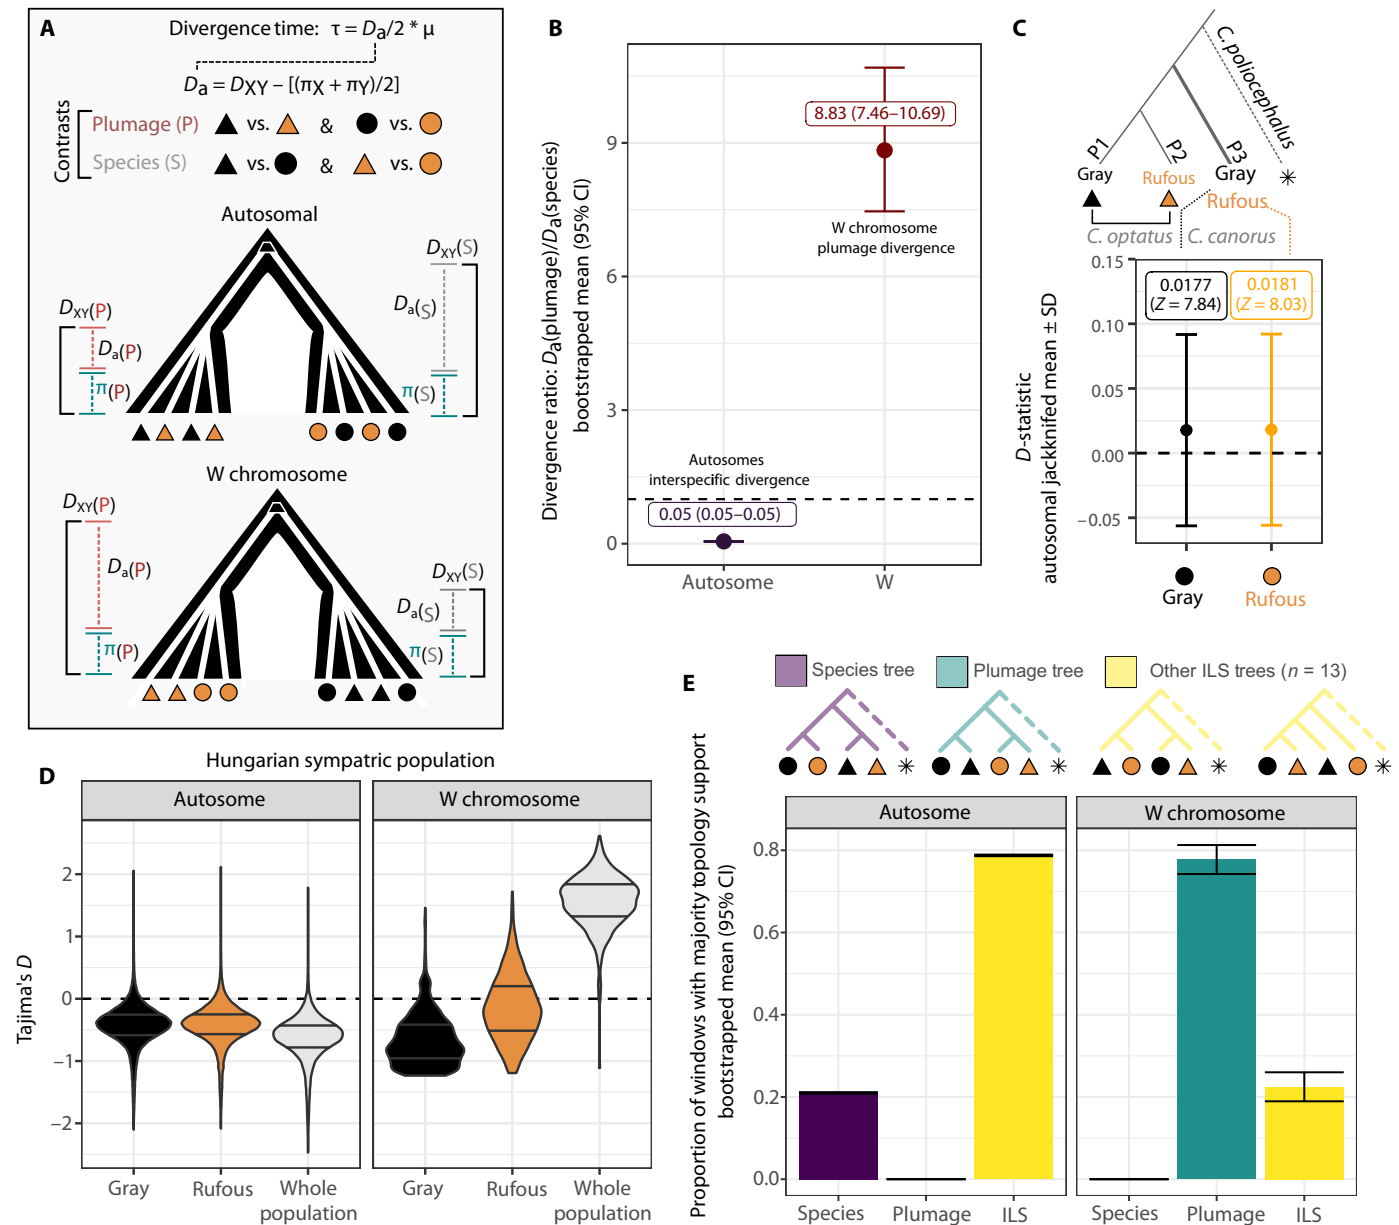 A
Divergence time: τ = Da/2 * μ
Da = DXY – [(πX + πY)/2]
Contrasts
Plumage (P)
vs. & vs.
Species (S)
vs. & vs.
Autosomal
DXY(S)
DXY(P)
Da(S)
Da(P)
π(P)
π(S)
W chromosome
DXY(P)
Da(P)
DXY(S)
Da(S)
π(P)
π(S)
B
Divergence ratio: Da(plumage)/Da(species)
bootstrapped mean (95% CI)
9
6
3
0
8.83 (7.46–10.69)
W chromosome
plumage divergence
Autosomes
interspecific divergence
0.05 (0.05–0.05)
Autosome
W
C
C. poliocephalus
P1
P2
P3
Gray
Rufous
Gray
Rufous
*
C. optatus
C. canorus
D-statistic
autosomal jackknifed mean ± SD
0.15
0.10
0.05
0.00
−0.05
0.0177
(Z = 7.84)
0.0181
(Z = 8.03)
Gray
Rufous
D
Hungarian sympatric population
Autosome
W chromosome
Tajima's D
2
1
0
−1
−2
Gray
Rufous
Whole
population
Gray
Rufous
Whole
population
E
Species tree
Plumage tree
Other ILS trees (n = 13)
* * * *
Proportion of windows with majority topology support
bootstrapped mean (95% CI)
Autosome
W chromosome
0.8
0.6
0.4
0.2
0.0
Species
Plumage
ILS
Species
Plumage
ILS